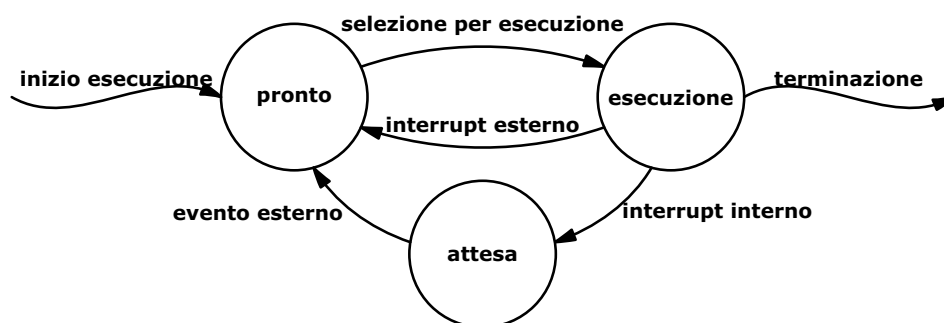 selezione per esecuzione
inizio esecuzione
terminazione
pronto
esecuzione
interrupt esterno
evento esterno
interrupt interno
attesa